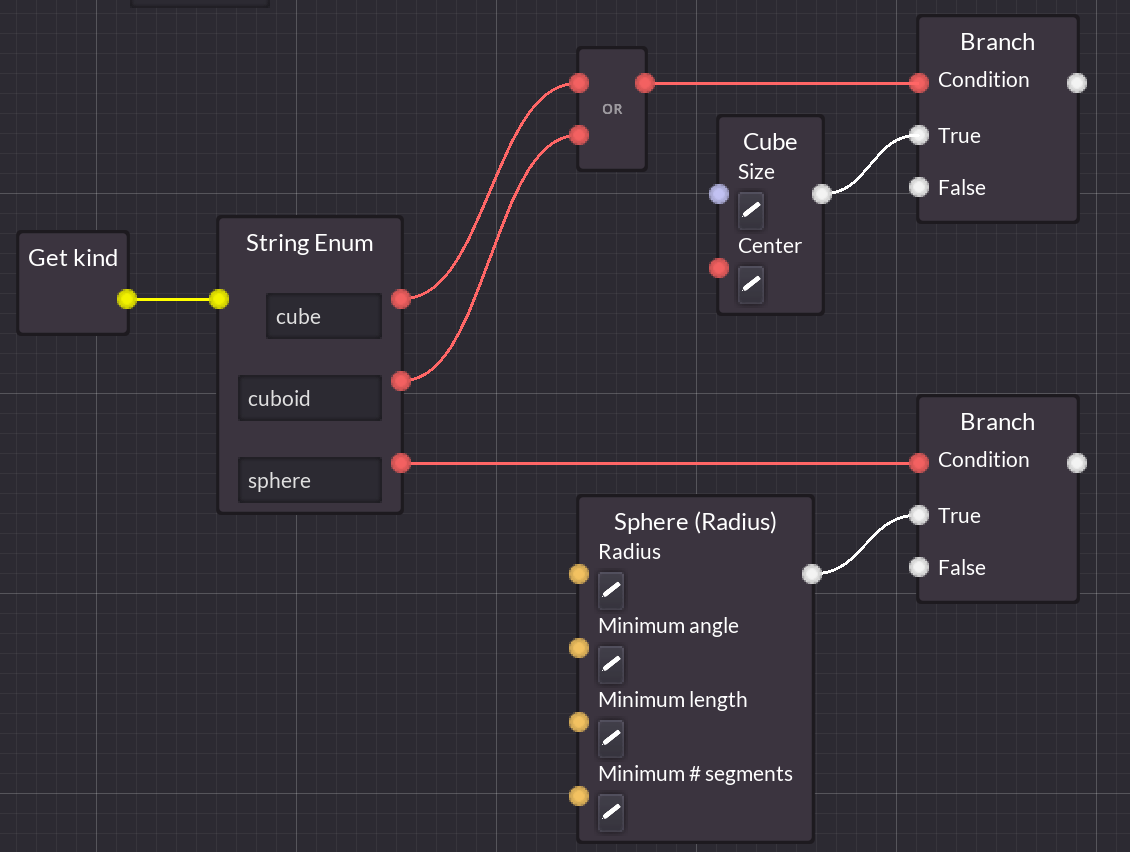 Get kind
String Enum
cube
cuboid
sphere
OR
Cube
Size
Center
Branch
Condition
True
False
Branch
Condition
True
False
Sphere (Radius)
Radius
Minimum angle
Minimum length
Minimum # segments